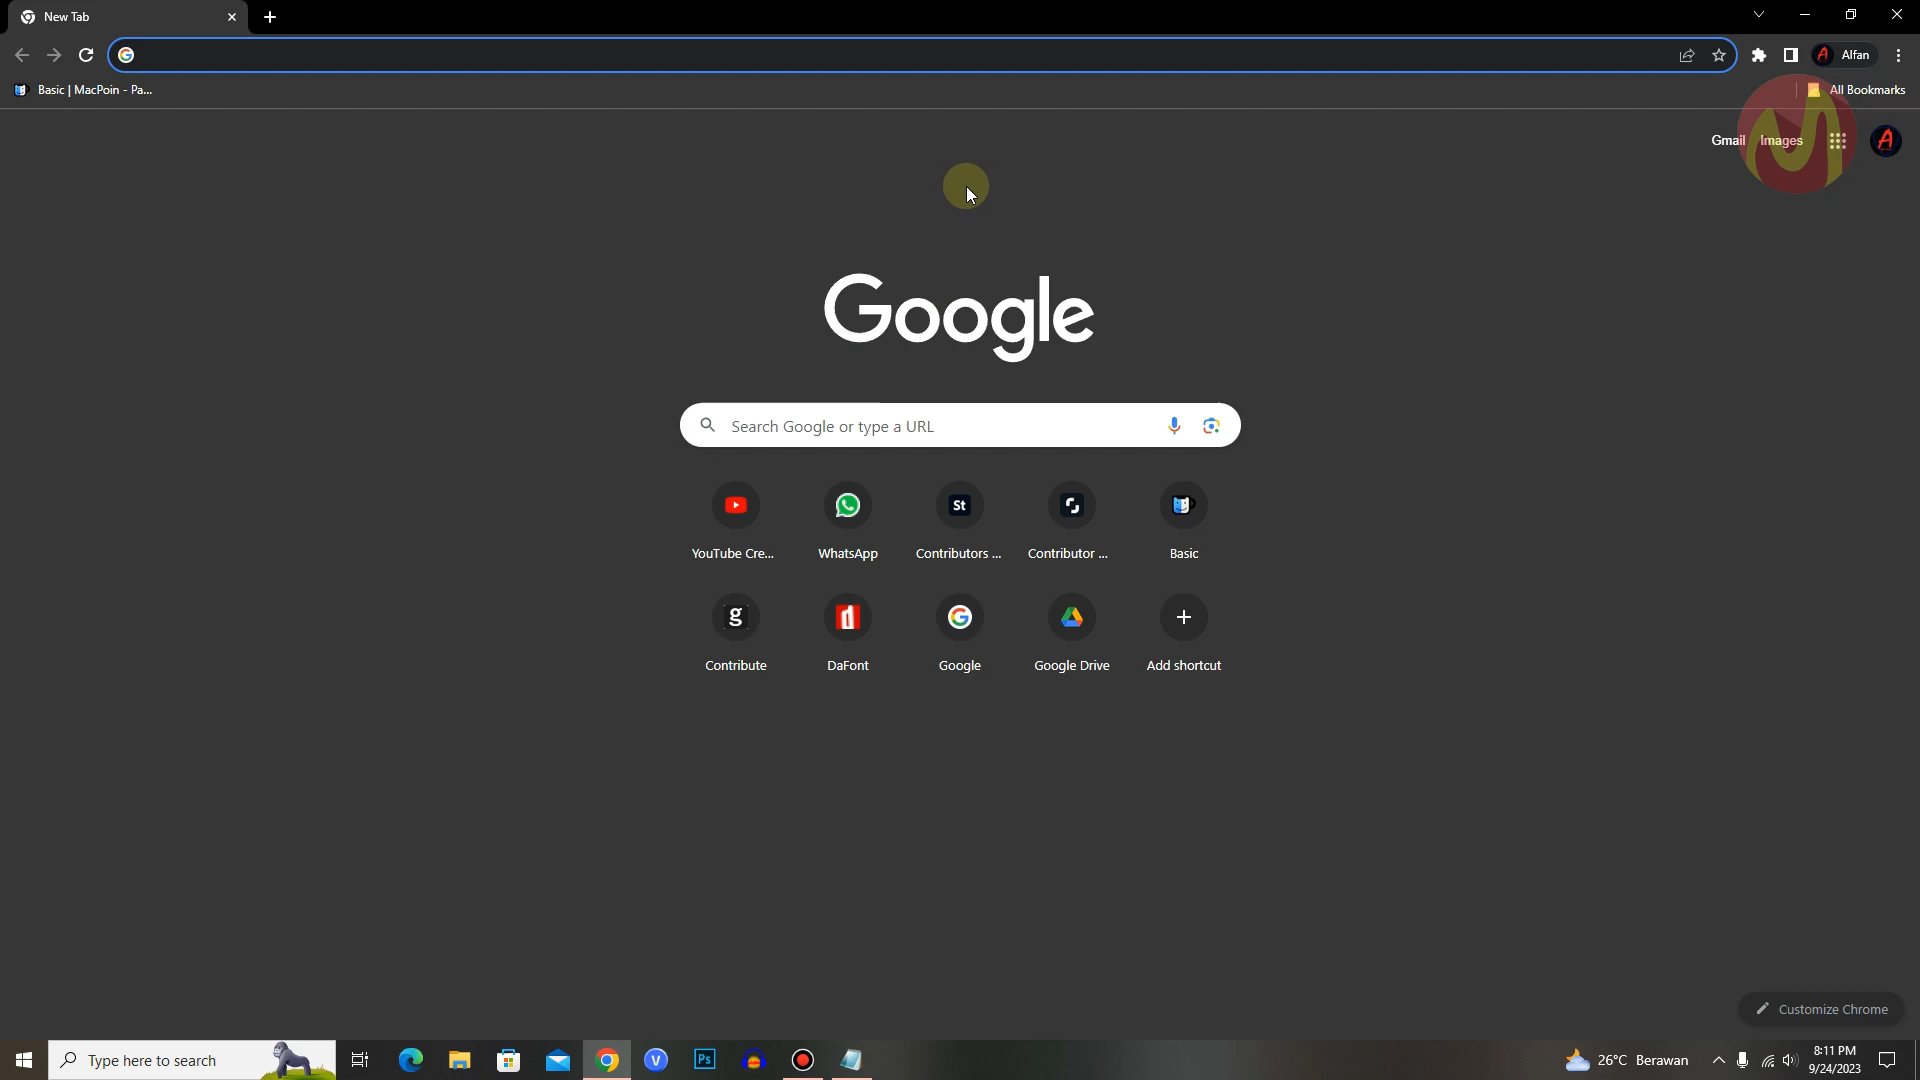 New Tab
Alfan
Basic | MacPoin - Pa...
All Bookmarks
Gmail Images
Google
Search Google or type a URL
YouTube Cre... WhatsApp Contributors ... Contributor ... Basic
Contribute DaFont Google Google Drive Add shortcut
Customize Chrome
Type here to search
26°C Berawan
8:11 PM
9/24/2023